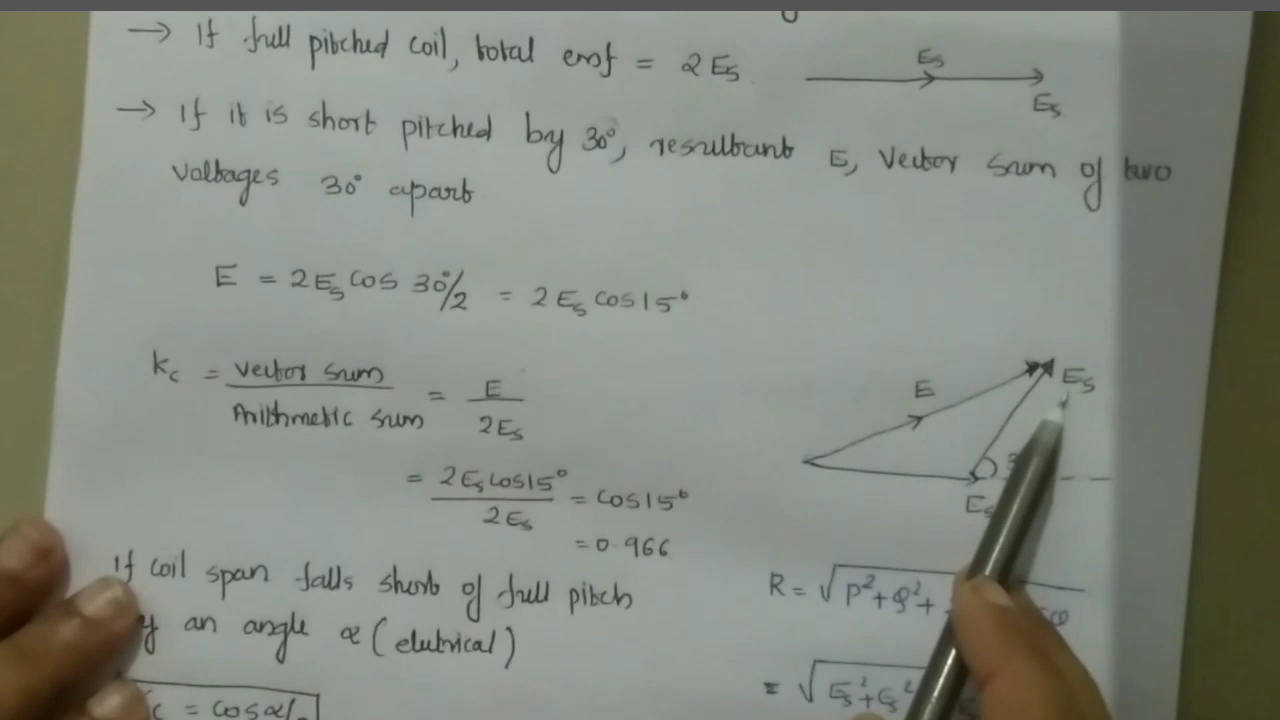 → If full pitched coil, total emf = 2Es
Es
Es
→ If it is short pitched by 30°, resultant E, vector sum of two
voltages 30° apart
E = 2Es cos 30°/2 = 2Es cos15°
kc = vector sum / Arithmetic sum = E / 2Es
= 2Es cos15° / 2Es = cos15°
= 0.966
E
Es
If coil span falls short of full pitch
an angle α (eletrical)
= cosα/
R = √P²+Q²+
= √Es²+Es²